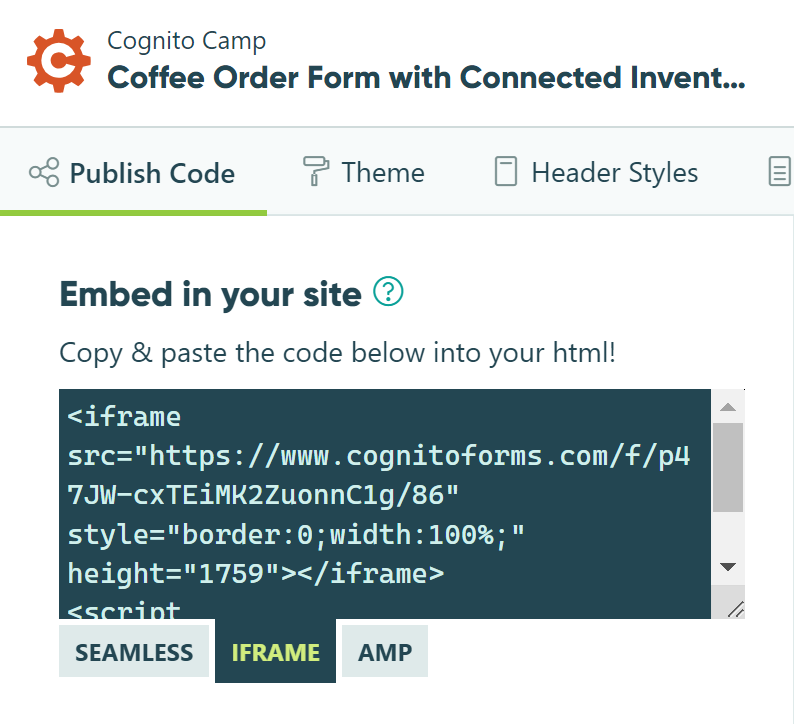 Cognito Camp
Coffee Order Form with Connected Invent...
Publish Code
Theme
Header Styles
Embed in your site ?
Copy & paste the code below into your html!
<iframe
src="https://www.cognitoforms.com/f/p4
7JW-cxTEiMK2ZuonnC1g/86"
style="border:0;width:100%;"
height="1759"></iframe>
<script
SEAMLESS
IFRAME
AMP